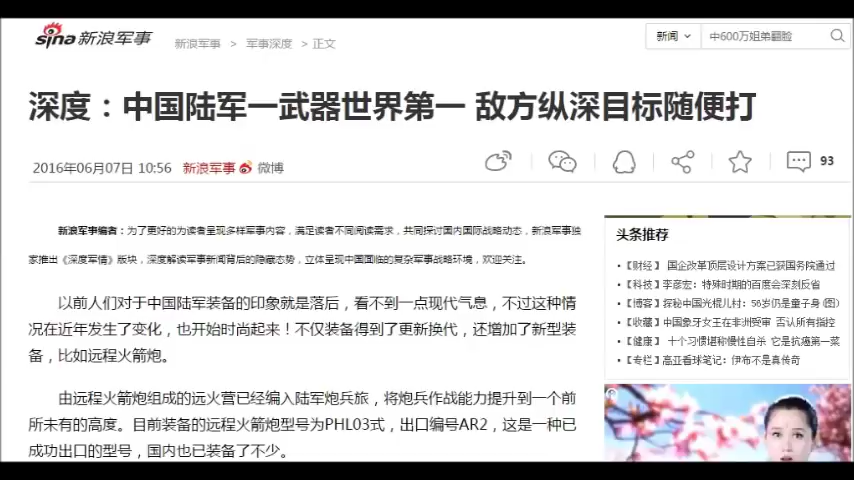 sina 新浪军事
新浪军事 > 军事深度 > 正文
新闻
中600万姐弟翻脸
深度：中国陆军一武器世界第一 敌方纵深目标随便打
2016年06月07日 10:56 新浪军事 微博
93
新浪军事编者：为了更好的为读者呈现多样军事内容，满足读者不同阅读需求，共同探讨国内国际战略动态，新浪军事独
家推出《深度军情》版块，深度解读军事新闻背后的隐藏态势，立体呈现中国面临的复杂军事战略环境，欢迎关注。
以前人们对于中国陆军装备的印象就是落后，看不到一点现代气息，不过这种情
况在近年发生了变化，也开始时尚起来！不仅装备得到了更新换代，还增加了新型装
备，比如远程火箭炮。
由远程火箭炮组成的远火营已经编入陆军炮兵旅，将炮兵作战能力提升到一个前
所未有的高度。目前装备的远程火箭炮型号为PHL03式，出口编号AR2，这是一种已
成功出口的型号，国内也已装备了不少。
头条推荐
•【财经】 国企改革顶层设计方案已获国务院通过
•【科技】李彦宏：特殊时期的百度会深刻反省
•【博客】探秘中国光棍儿村：56岁仍是童子身(图)
•【收藏】中国象牙女王在非洲受审 否认所有指控
•【健康】 十个习惯堪称慢性自杀 它是抗癌第一菜
•【专栏】高亚看球笔记：伊布不是真传奇